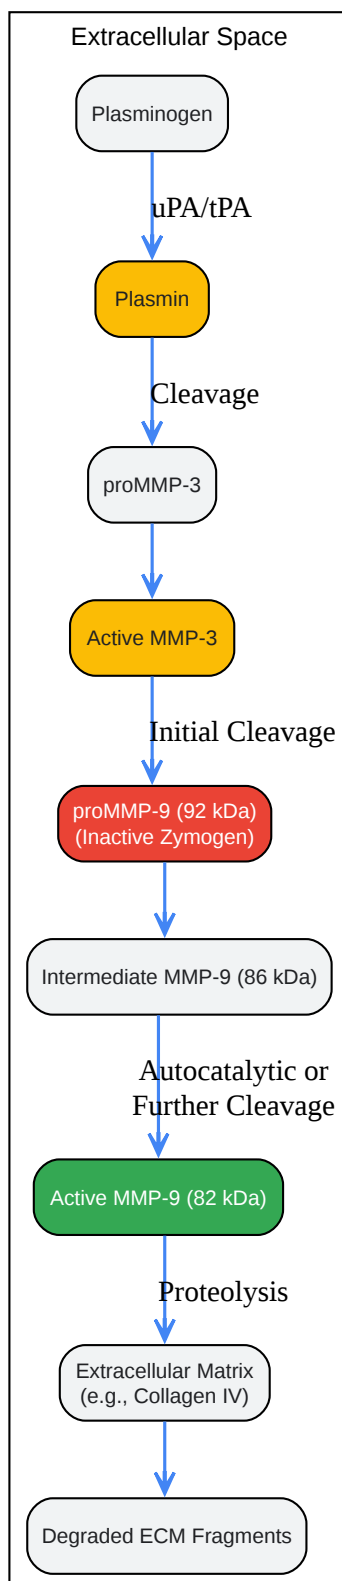 Extracellular Space
Plasminogen
uPA/tPA
Plasmin
Cleavage
proMMP-3
Active MMP-3
Initial Cleavage
proMMP-9 (92 kDa)
(Inactive Zymogen)
Intermediate MMP-9 (86 kDa)
Autocatalytic or
Further Cleavage
Active MMP-9 (82 kDa)
Proteolysis
Extracellular Matrix
(e.g., Collagen IV)
Degraded ECM Fragments